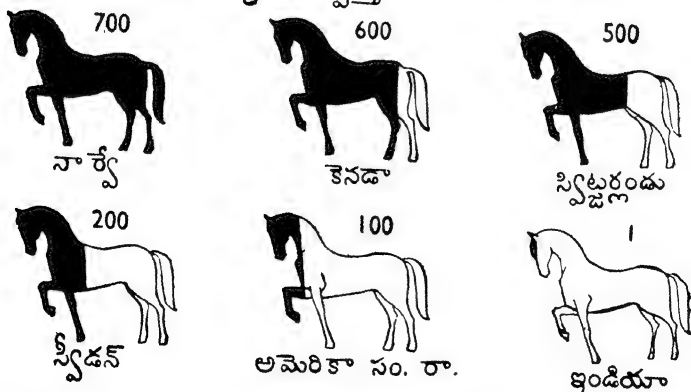 700 600 500
నార్వే కెనడా స్విట్జర్లండు
200 100 1
స్వీడన్ అమెరికా సం. రా. ఇండియా